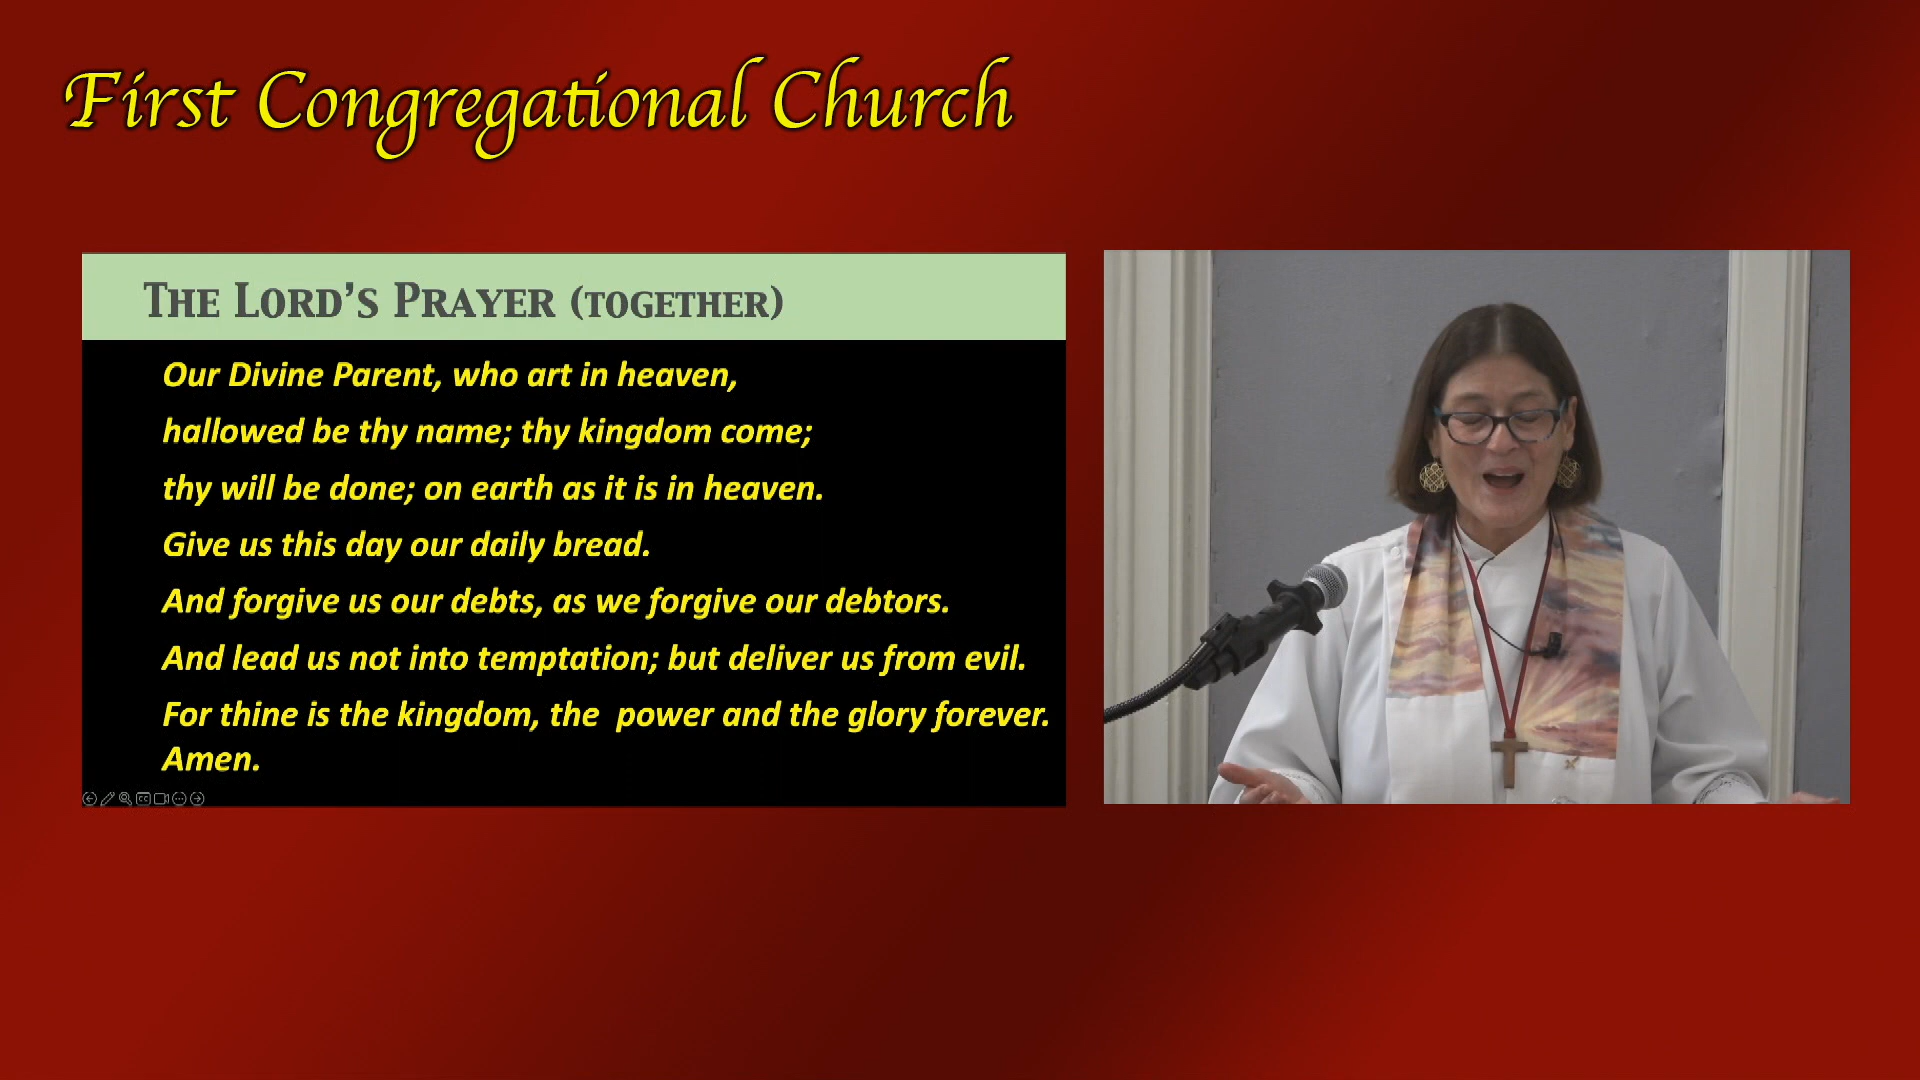 First Congregational Church
The Lord's Prayer (together)
Our Divine Parent, who art in heaven,
hallowed be thy name; thy kingdom come;
thy will be done; on earth as it is in heaven.
Give us this day our daily bread.
And forgive us our debts, as we forgive our debtors.
And lead us not into temptation; but deliver us from evil.
For thine is the kingdom, the  power and the glory forever.
Amen.